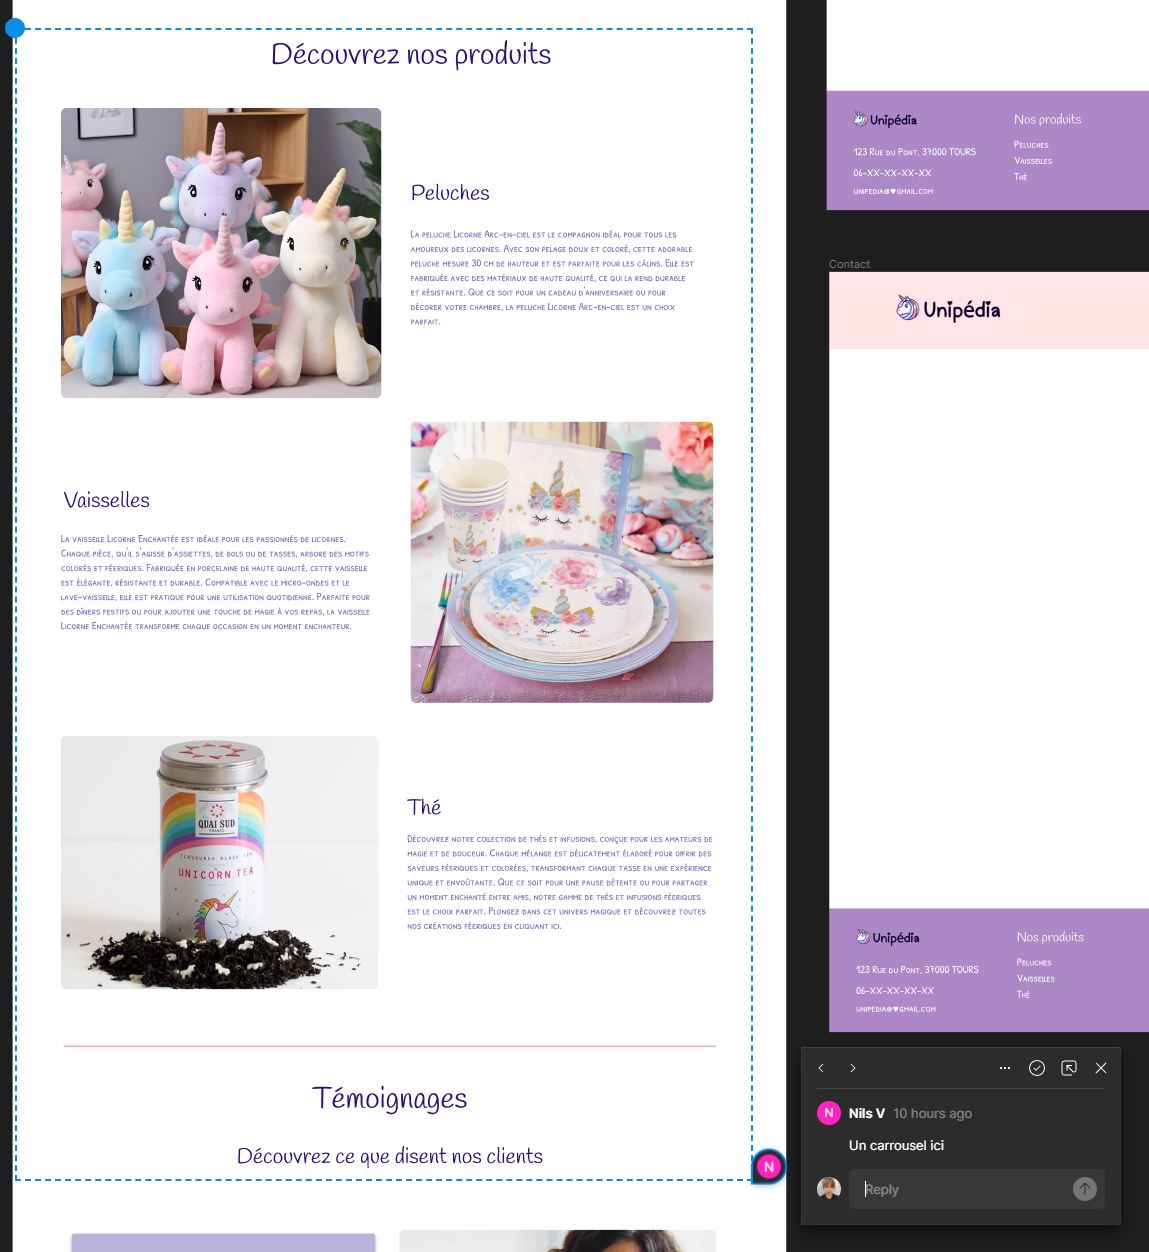 Découvrez nos produits
Peluches
La peluche Licorne Arc-en-ciel est le compagnon idéal pour tous les
amoureux des licornes. Avec son pelage doux et coloré, cette adorable
peluche mesure 30 cm de hauteur et est parfaite pour les câlins. Elle est
fabriquée avec des matériaux de haute qualité, ce qui la rend durable
et résistante. Que ce soit pour un cadeau d'anniversaire ou pour
décorer votre chambre, la peluche Licorne Arc-en-ciel est un choix
parfait.
Vaisselles
La vaisselle Licorne Enchantée est idéale pour les passionnés de licornes.
Chaque pièce, qu'il s'agisse d'assiettes, de bols ou de tasses, arbore des motifs
colorés et féeriques. Fabriquée en porcelaine de haute qualité, cette vaisselle
est élégante, résistante et durable. Compatible avec le micro-ondes et le
lave-vaisselle, elle est pratique pour une utilisation quotidienne. Parfaite pour
des dîners festifs ou pour ajouter une touche de magie à vos repas, la vaisselle
Licorne Enchantée transforme chaque occasion en un moment enchanteur.
QUAI SUD
FRANCE
FLAVOURED BLACK TEA
UNICORN TEA
Thé
Découvrez notre collection de thés et infusions, conçue pour les amateurs de
magie et de douceur. Chaque mélange est délicatement élaboré pour offrir des
saveurs féeriques et colorées, transformant chaque tasse en une expérience
unique et envoûtante. Que ce soit pour une pause détente ou pour partager
un moment enchanté entre amis, notre gamme de thés et infusions féeriques
est le choix parfait. Plongez dans cet univers magique et découvrez toutes
nos créations féeriques en cliquant ici.
Témoignages
Découvrez ce que disent nos clients
N
Unipédia
123 Rue du Pont, 37000 TOURS
06-XX-XX-XX-XX
unipedia@♥gmail.com
Nos produits
Peluches
Vaisselles
Thé
Contact
Unipédia
Unipédia
123 Rue du Pont, 37000 TOURS
06-XX-XX-XX-XX
unipedia@♥gmail.com
Nos produits
Peluches
Vaisselles
Thé
N
Nils V 10 hours ago
Un carrousel ici
Reply